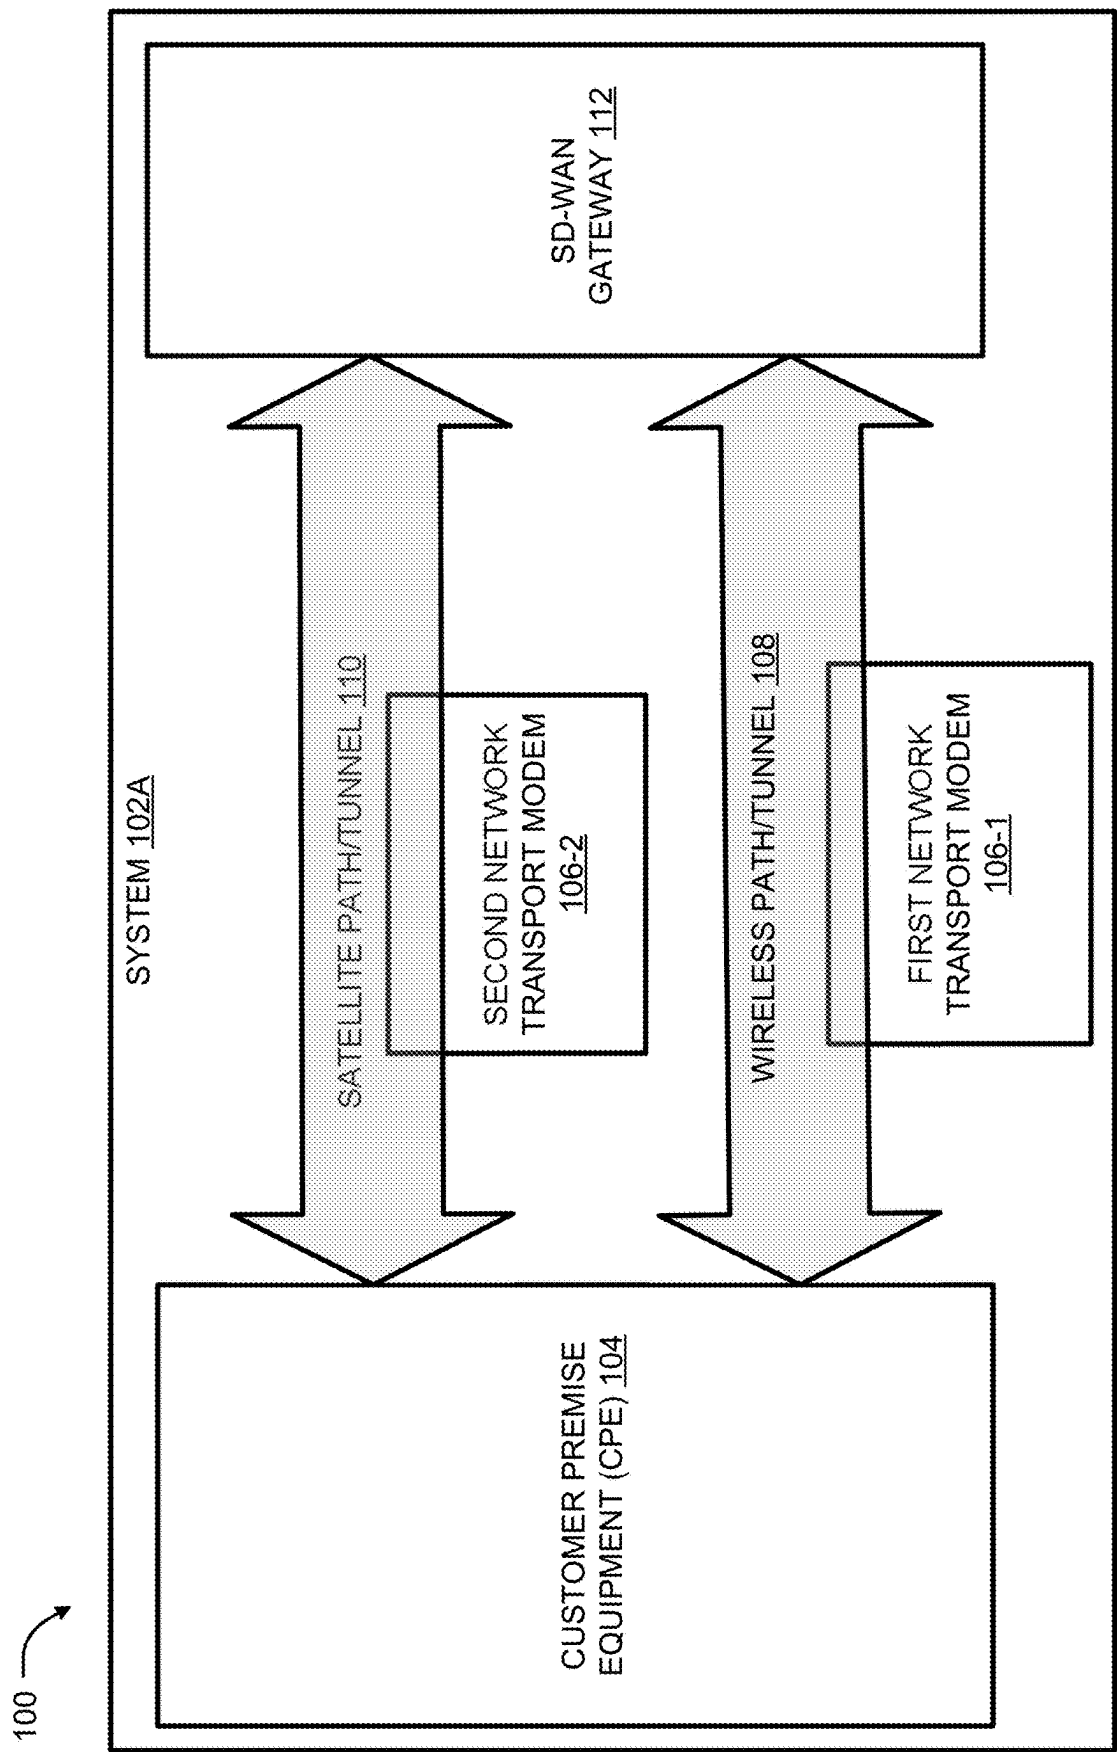 100
SYSTEM 102A
CUSTOMER PREMISE
EQUIPMENT (CPE) 104
SATELLITE PATH/TUNNEL 110
SECOND NETWORK
TRANSPORT MODEM
106-2
WIRELESS PATH/TUNNEL 108
FIRST NETWORK
TRANSPORT MODEM
106-1
SD-WAN
GATEWAY 112